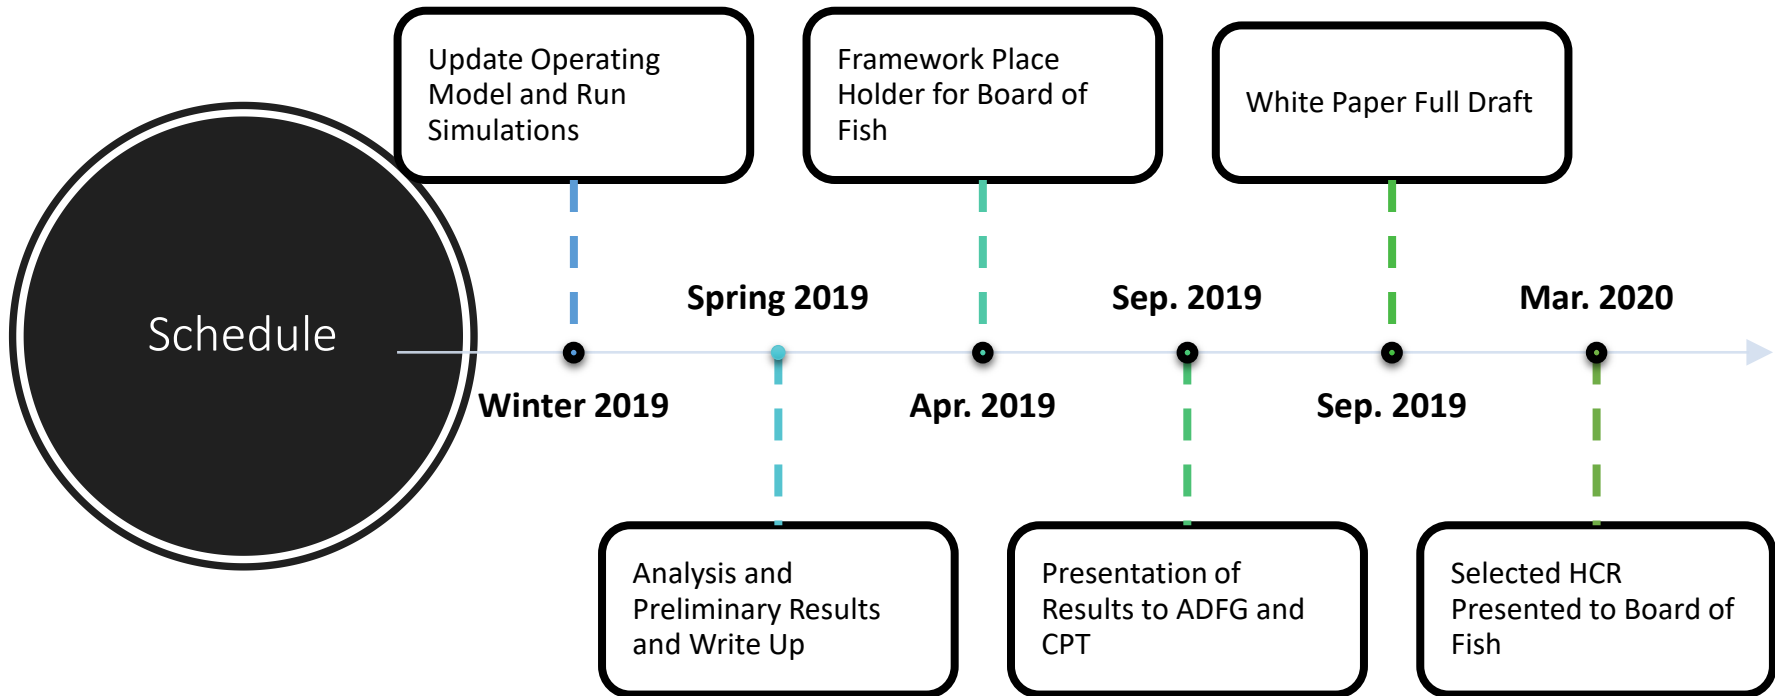 Schedule
Update Operating
Model and Run
Simulations
Winter 2019
Spring 2019
Analysis and
Preliminary Results
and Write Up
Framework Place
Holder for Board of
Fish
Apr. 2019
Sep. 2019
Presentation of
Results to ADFG and
CPT
White Paper Full Draft
Sep. 2019
Mar. 2020
Selected HCR
Presented to Board of
Fish